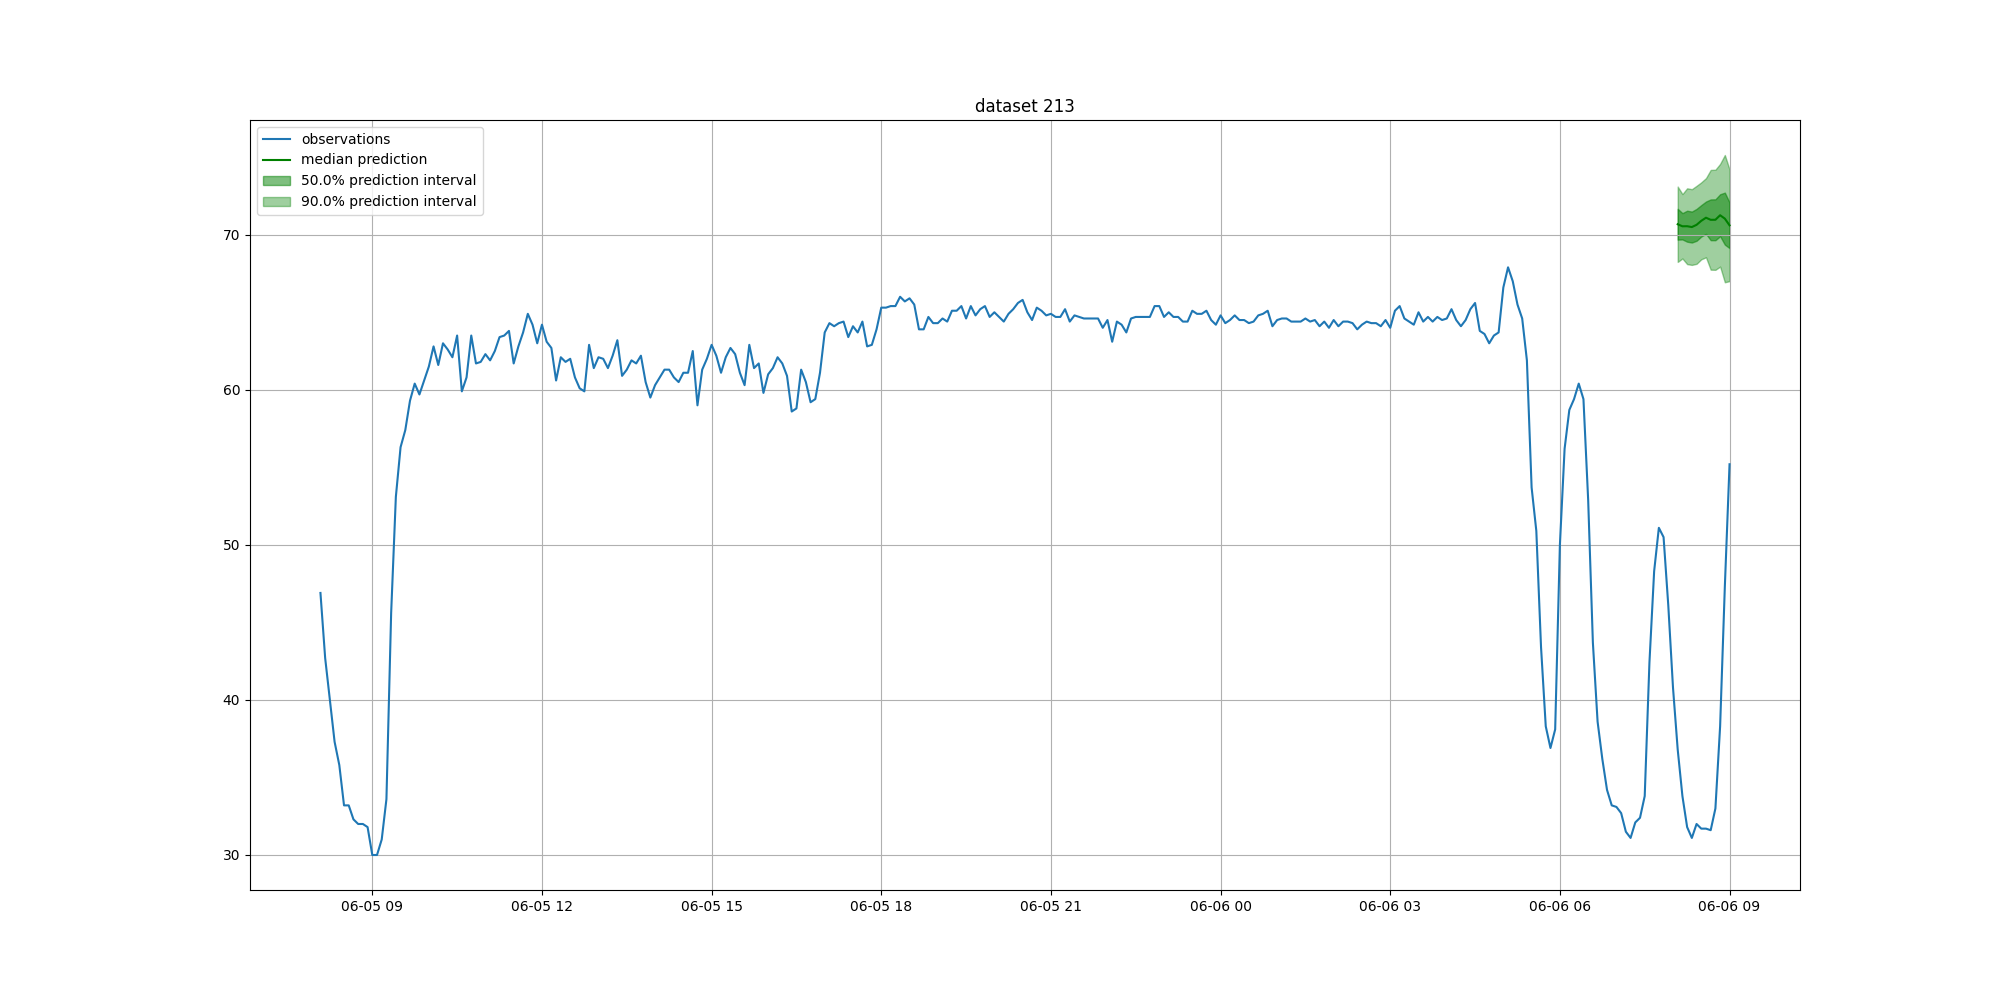 dataset 213
observations
median prediction
50.0% prediction interval
90.0% prediction interval
70
60
50
40
30
06-05 09
06-05 12
06-05 15
06-05 18
06-05 21
06-06 00
06-06 03
06-06 06
06-06 09